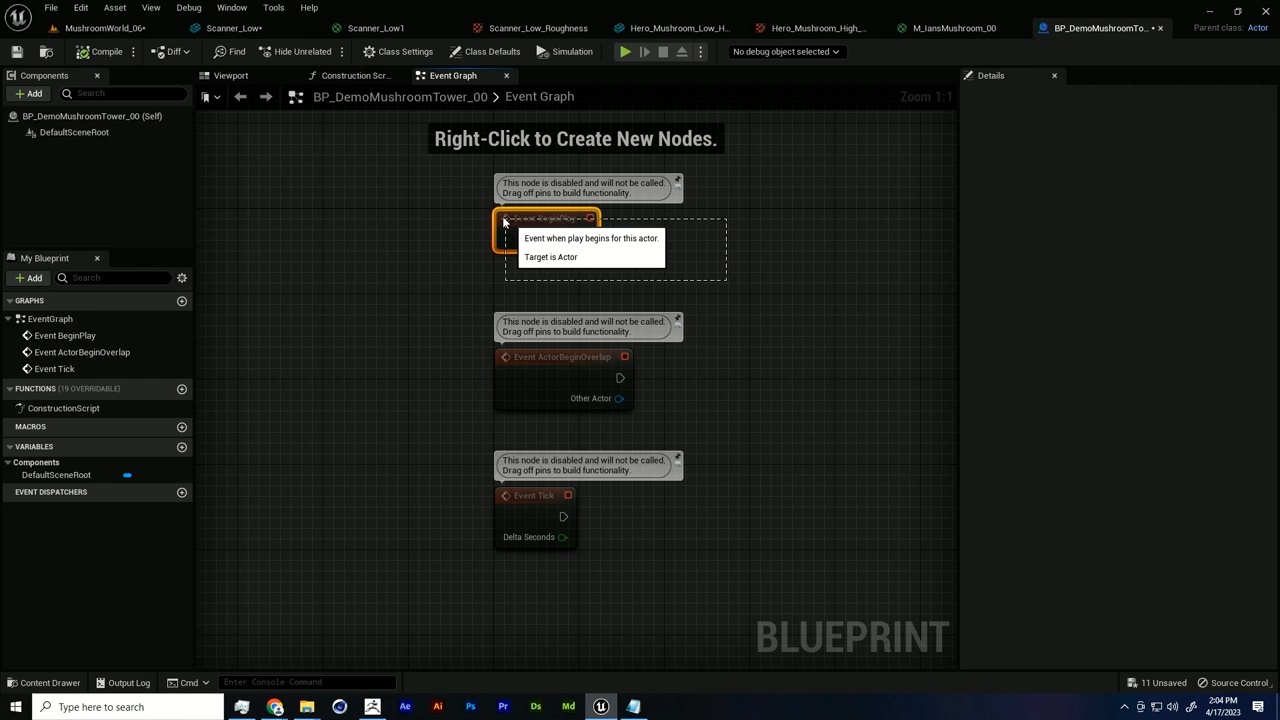 File Edit Asset View Debug Window Tools Help
MushroomWorld_06* Scanner_Low* Scanner_Low1 Scanner_Low_Roughness Hero_Mushroom_Low_H... Hero_Mushroom_High_... M_IansMushroom_00 BP_DemoMushroomTo... * Parent class: Actor
Compile Diff Find Hide Unrelated Class Settings Class Defaults Simulation No debug object selected
Components Viewport Construction Scr... Event Graph Details
Add Search BP_DemoMushroomTower_00 > Event Graph Zoom 1:1
BP_DemoMushroomTower_00 (Self)
DefaultSceneRoot
Right-Click to Create New Nodes.
This node is disabled and will not be called.
Drag off pins to build functionality.
Event BeginPlay
Event when play begins for this actor.
Target is Actor
My Blueprint
Add Search
GRAPHS
EventGraph
Event BeginPlay
Event ActorBeginOverlap
Event Tick
FUNCTIONS (19 OVERRIDABLE)
ConstructionScript
MACROS
VARIABLES
Components
DefaultSceneRoot
EVENT DISPATCHERS
This node is disabled and will not be called.
Drag off pins to build functionality.
Event ActorBeginOverlap
Other Actor
This node is disabled and will not be called.
Drag off pins to build functionality.
Event Tick
Delta Seconds
BLUEPRINT
Content Drawer Output Log Cmd Enter Console Command 11 Unsaved Source Control
Type here to search Ae Ai Ps Pr Ds Md 2:04 PM
4/17/2023